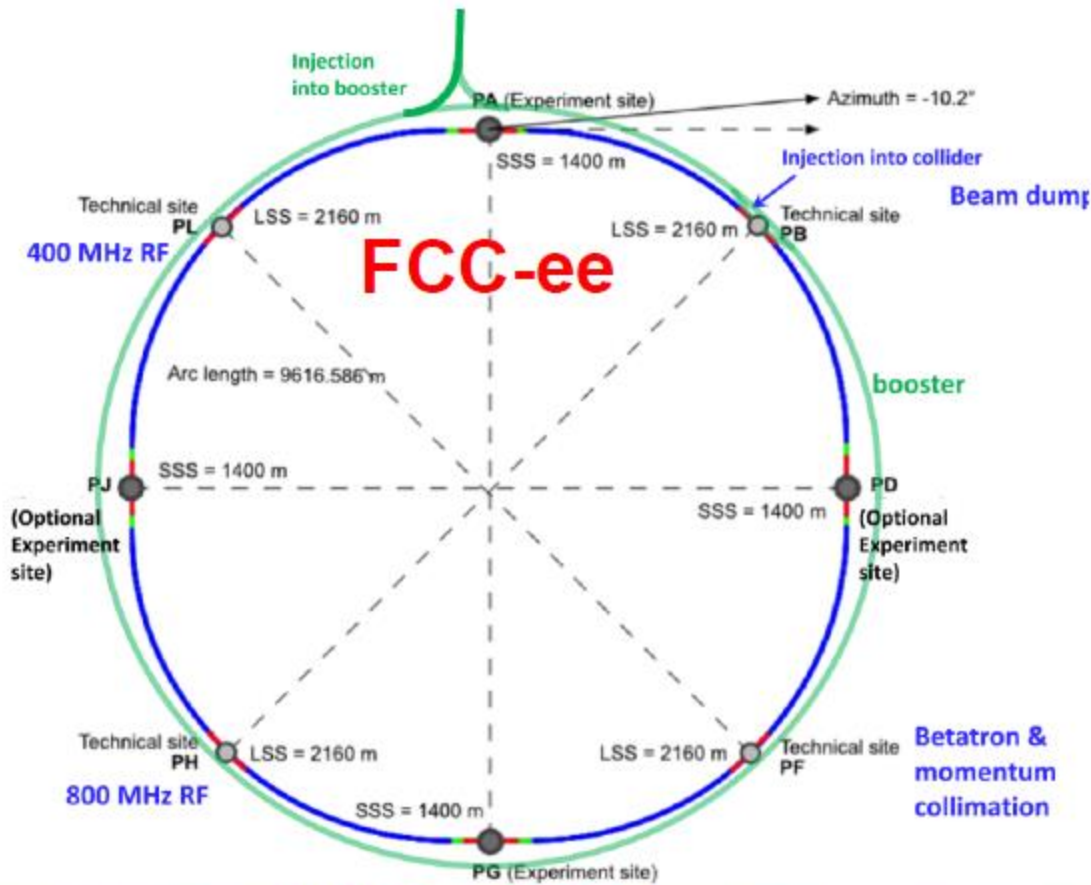 Injection
into booster
PA (Experiment site)
Azimuth = -10.2°
SSS = 1400 m
Injection into collider
Technical site
PL
LSS = 2160 m
LSS = 2160 m
Technical site
PB
Beam dump
400 MHz RF
FCC-ee
Arc length = 9616.586 m
booster
PJ
SSS = 1400 m
(Optional
Experiment
site)
SSS = 1400 m
PD
(Optional
Experiment
site)
Technical site
PH
LSS = 2160 m
LSS = 2160 m
Technical site
PF
Betatron &
momentum
collimation
800 MHz RF
SSS = 1400 m
PG (Experiment site)